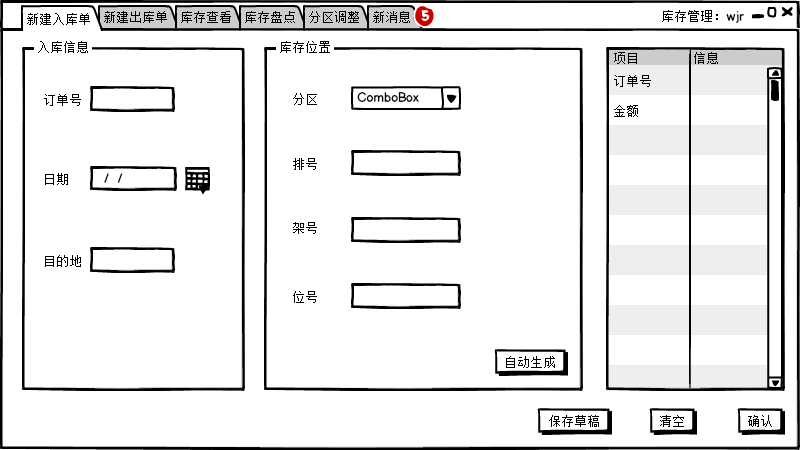 新建入库单 新建出库单 库存查看 库存盘点 分区调整 新消息 5 库存管理：wjr
入库信息
订单号
日期 / /
目的地
库存位置
分区 ComboBox
排号
架号
位号
自动生成
项目 信息
订单号
金额
保存草稿 清空 确认